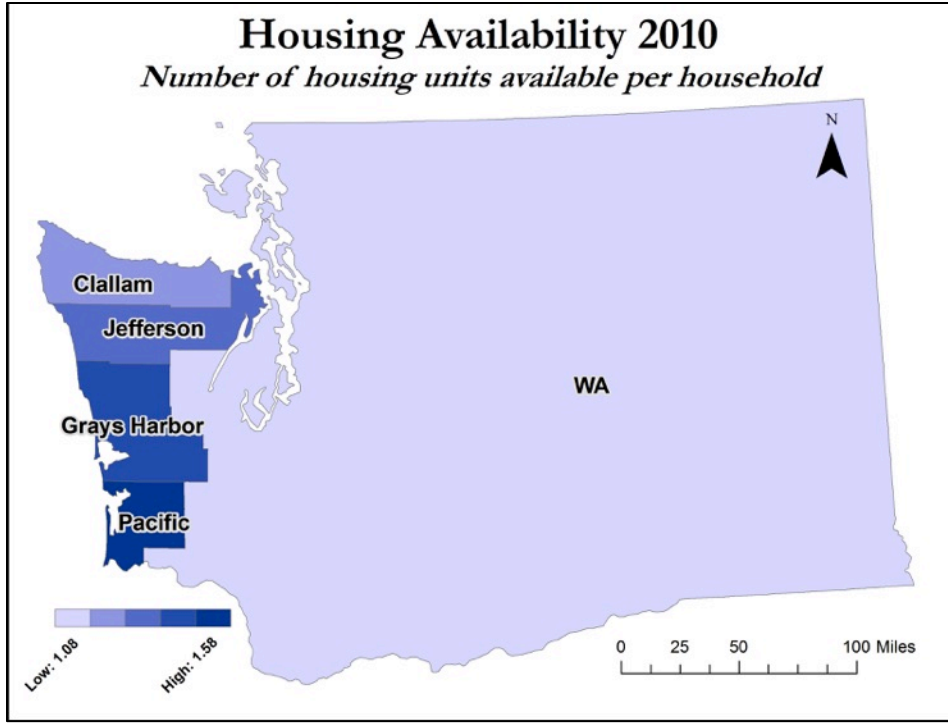 Housing Availability 2010
Number of housing units available per household
N
Clallam
Jefferson
WA
Grays Harbor
Pacific
Low: 1.08
High: 1.58
0 25 50 100 Miles